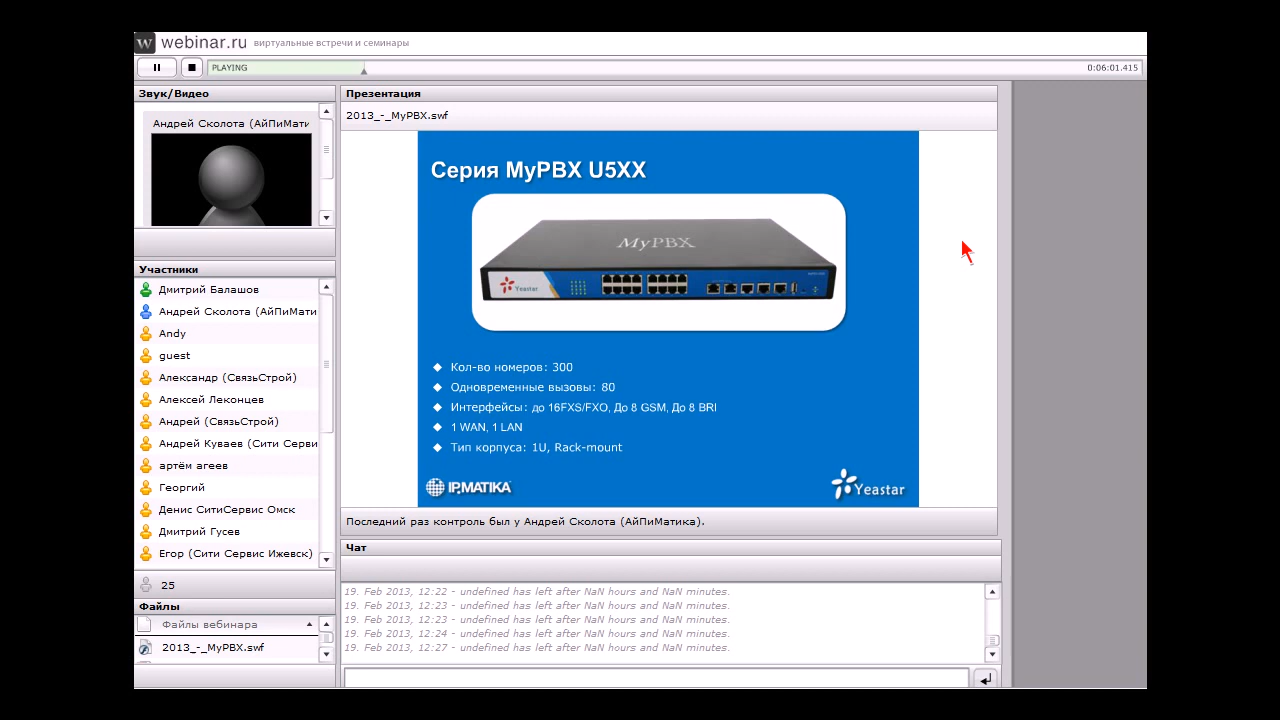 w webinar.ru виртуальные встречи и семинары
PLAYING 0:06:01.415
Звук/Видео
Андрей Сколота (АйПиМати
Участники
Дмитрий Балашов
Андрей Сколота (АйПиМати
Andy
guest
Александр (СвязьСтрой)
Алексей Леконцев
Андрей (СвязьСтрой)
Андрей Куваев (Сити Серви
артём агеев
Георгий
Денис СитиСервис Омск
Дмитрий Гусев
Егор (Сити Сервис Ижевск)
25
Файлы
Файлы вебинара
2013_-_MyPBX.swf
Презентация
2013_-_MyPBX.swf
Серия MyPBX U5XX
MyPBX
Yeastar
Кол-во номеров: 300
Одновременные вызовы: 80
Интерфейсы: до 16FXS/FXO, До 8 GSM, До 8 BRI
1 WAN, 1 LAN
Тип корпуса: 1U, Rack-mount
IP.MATIKA
Yeastar
Последний раз контроль был у Андрей Сколота (АйПиМатика).
Чат
19. Feb 2013, 12:22 - undefined has left after NaN hours and NaN minutes.
19. Feb 2013, 12:23 - undefined has left after NaN hours and NaN minutes.
19. Feb 2013, 12:23 - undefined has left after NaN hours and NaN minutes.
19. Feb 2013, 12:24 - undefined has left after NaN hours and NaN minutes.
19. Feb 2013, 12:27 - undefined has left after NaN hours and NaN minutes.